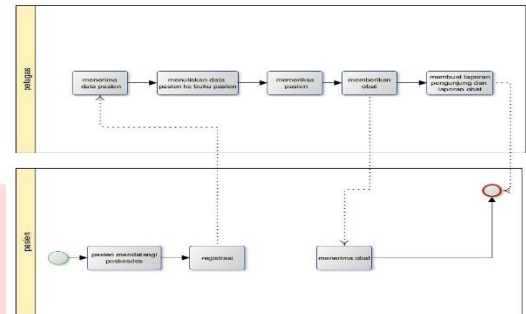 petugas
menerima
data pasien
menuliskan data
pasien ke buku pasien
memeriksa
pasien
memberikan
obat
membuat laporan
pengunjung dan
laporan obat
pasien
pasien mendatangi
poskesdes
registrasi
menerima obat